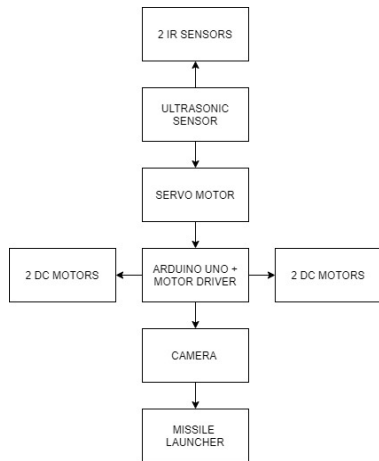 2 IR SENSORS
ULTRASONIC
SENSOR
SERVO MOTOR
2 DC MOTORS
ARDUINO UNO +
MOTOR DRIVER
2 DC MOTORS
CAMERA
MISSILE
LAUNCHER